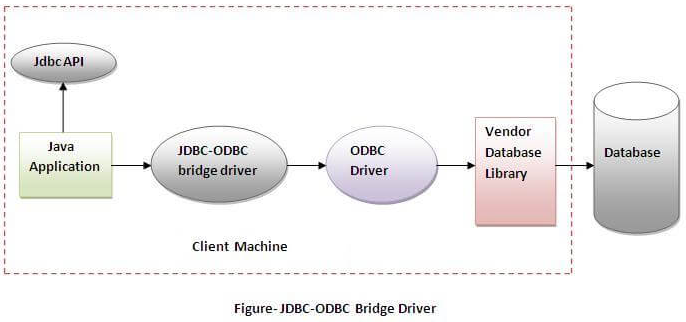 Jdbc API
Java
Application
JDBC-ODBC
bridge driver
ODBC
Driver
Vendor
Database
Library
Database
Client Machine
Figure- JDBC-ODBC Bridge Driver